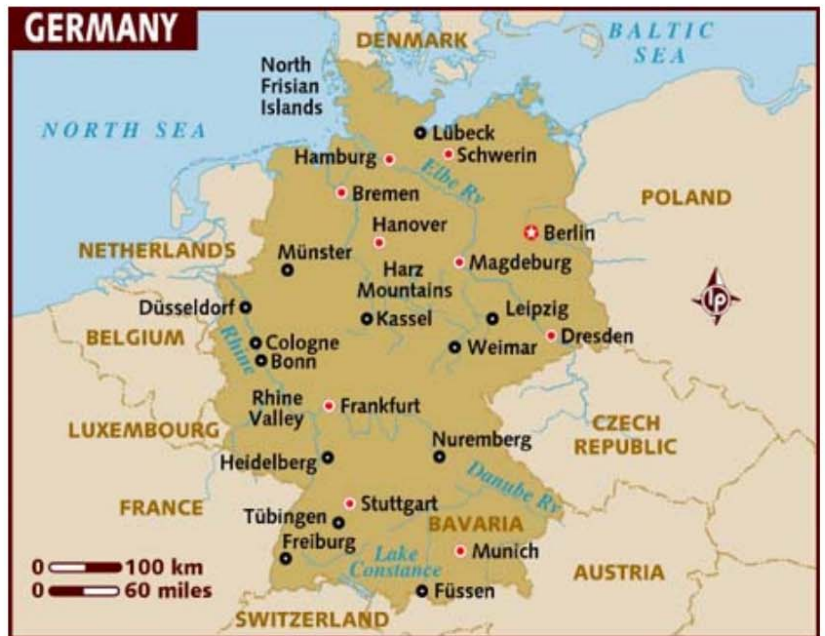 GERMANY
DENMARK
BALTIC
SEA
North
Frisian
Islands
NORTH SEA
Lübeck
Hamburg
Schwerin
Elbe Rv
Bremen
POLAND
Hanover
Berlin
NETHERLANDS
Münster
Harz
Mountains
Magdeburg
lp
Düsseldorf
Kassel
Leipzig
BELGIUM
Rhine
Cologne
Weimar
Dresden
Bonn
Rhine
Valley
Frankfurt
LUXEMBOURG
CZECH
REPUBLIC
Heidelberg
Nuremberg
Danube Rv
FRANCE
Stuttgart
Tübingen
BAVARIA
Freiburg
Lake
Constance
Munich
0 100 km
0 60 miles
AUSTRIA
Füssen
SWITZERLAND